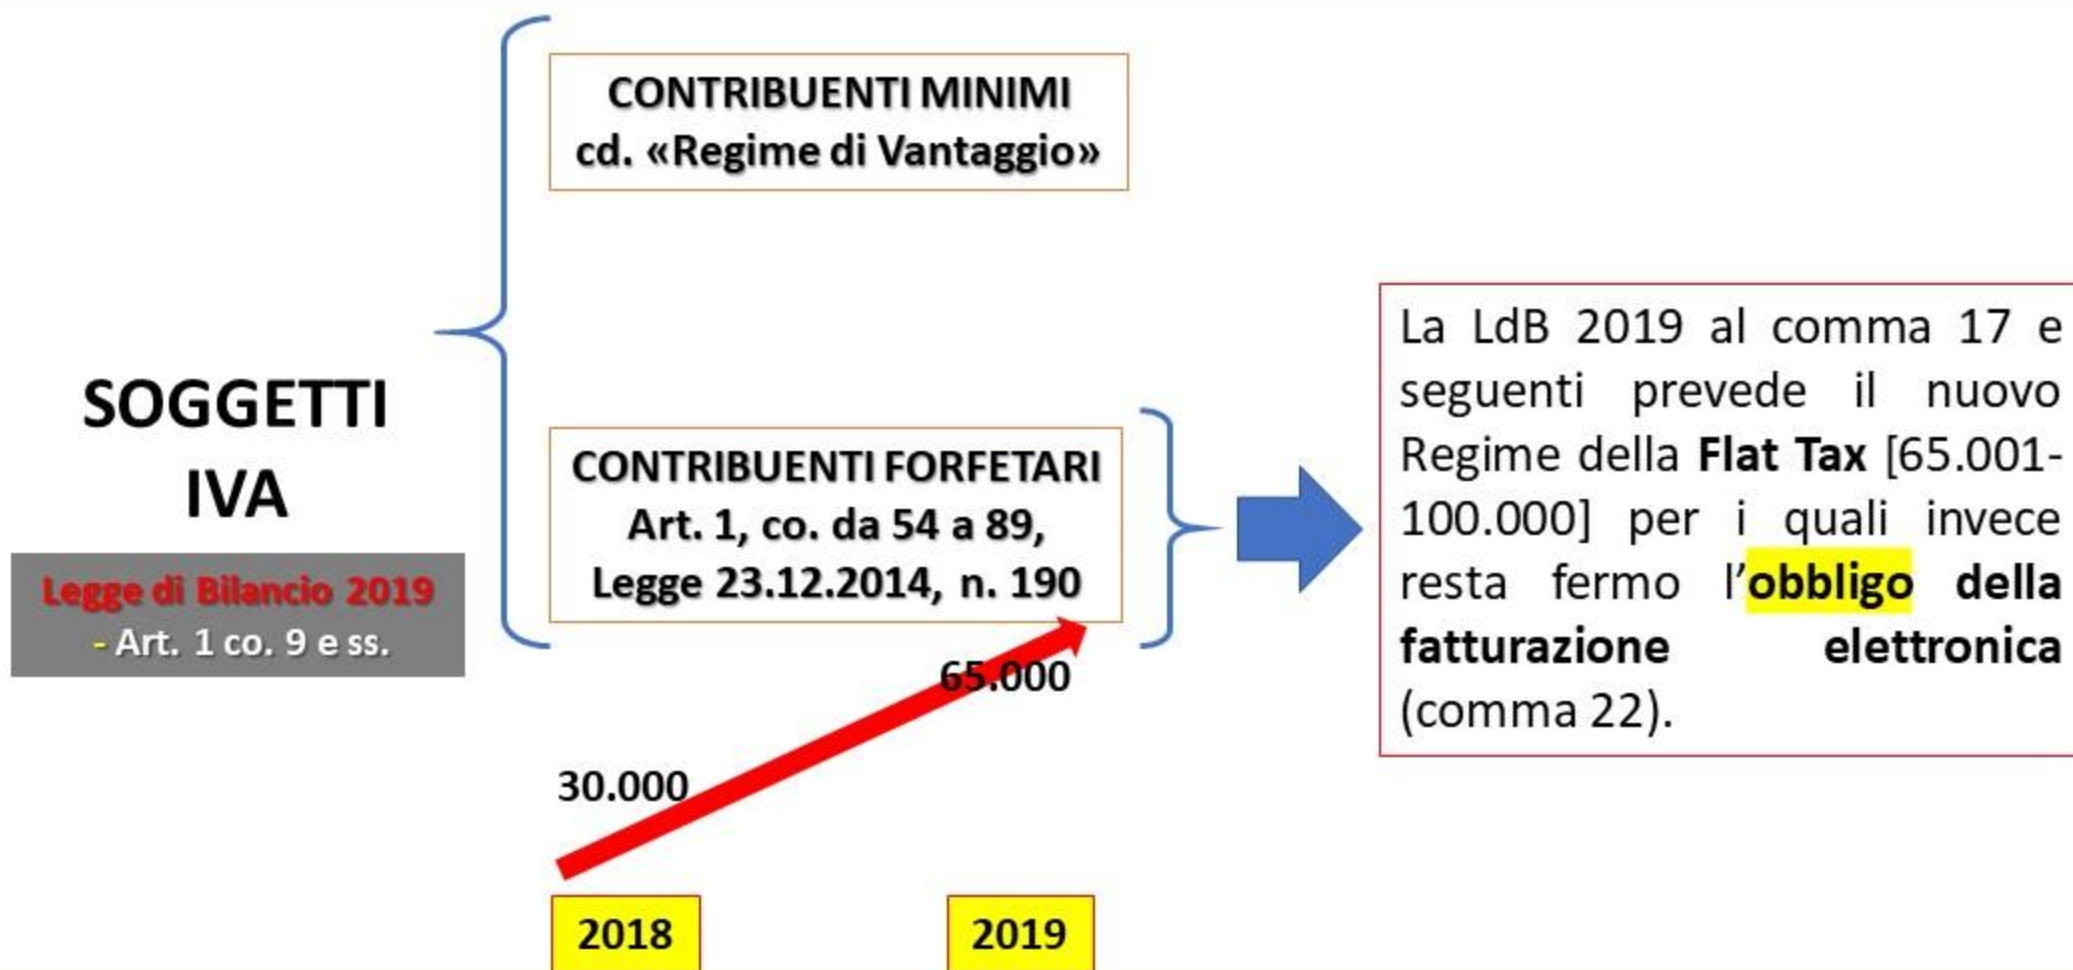 SOGGETTI
IVA
Legge di Bilancio 2019
- Art. 1 co. 9 e ss.
CONTRIBUENTI MINIMI
cd. «Regime di Vantaggio»
CONTRIBUENTI FORFETARI
Art. 1, co. da 54 a 89,
Legge 23.12.2014, n. 190
65.000
30.000
2018
2019
La LdB 2019 al comma 17 e
seguenti prevede il nuovo
Regime della Flat Tax [65.001-
100.000] per i quali invece
resta fermo l’obbligo della
fatturazione elettronica
(comma 22).